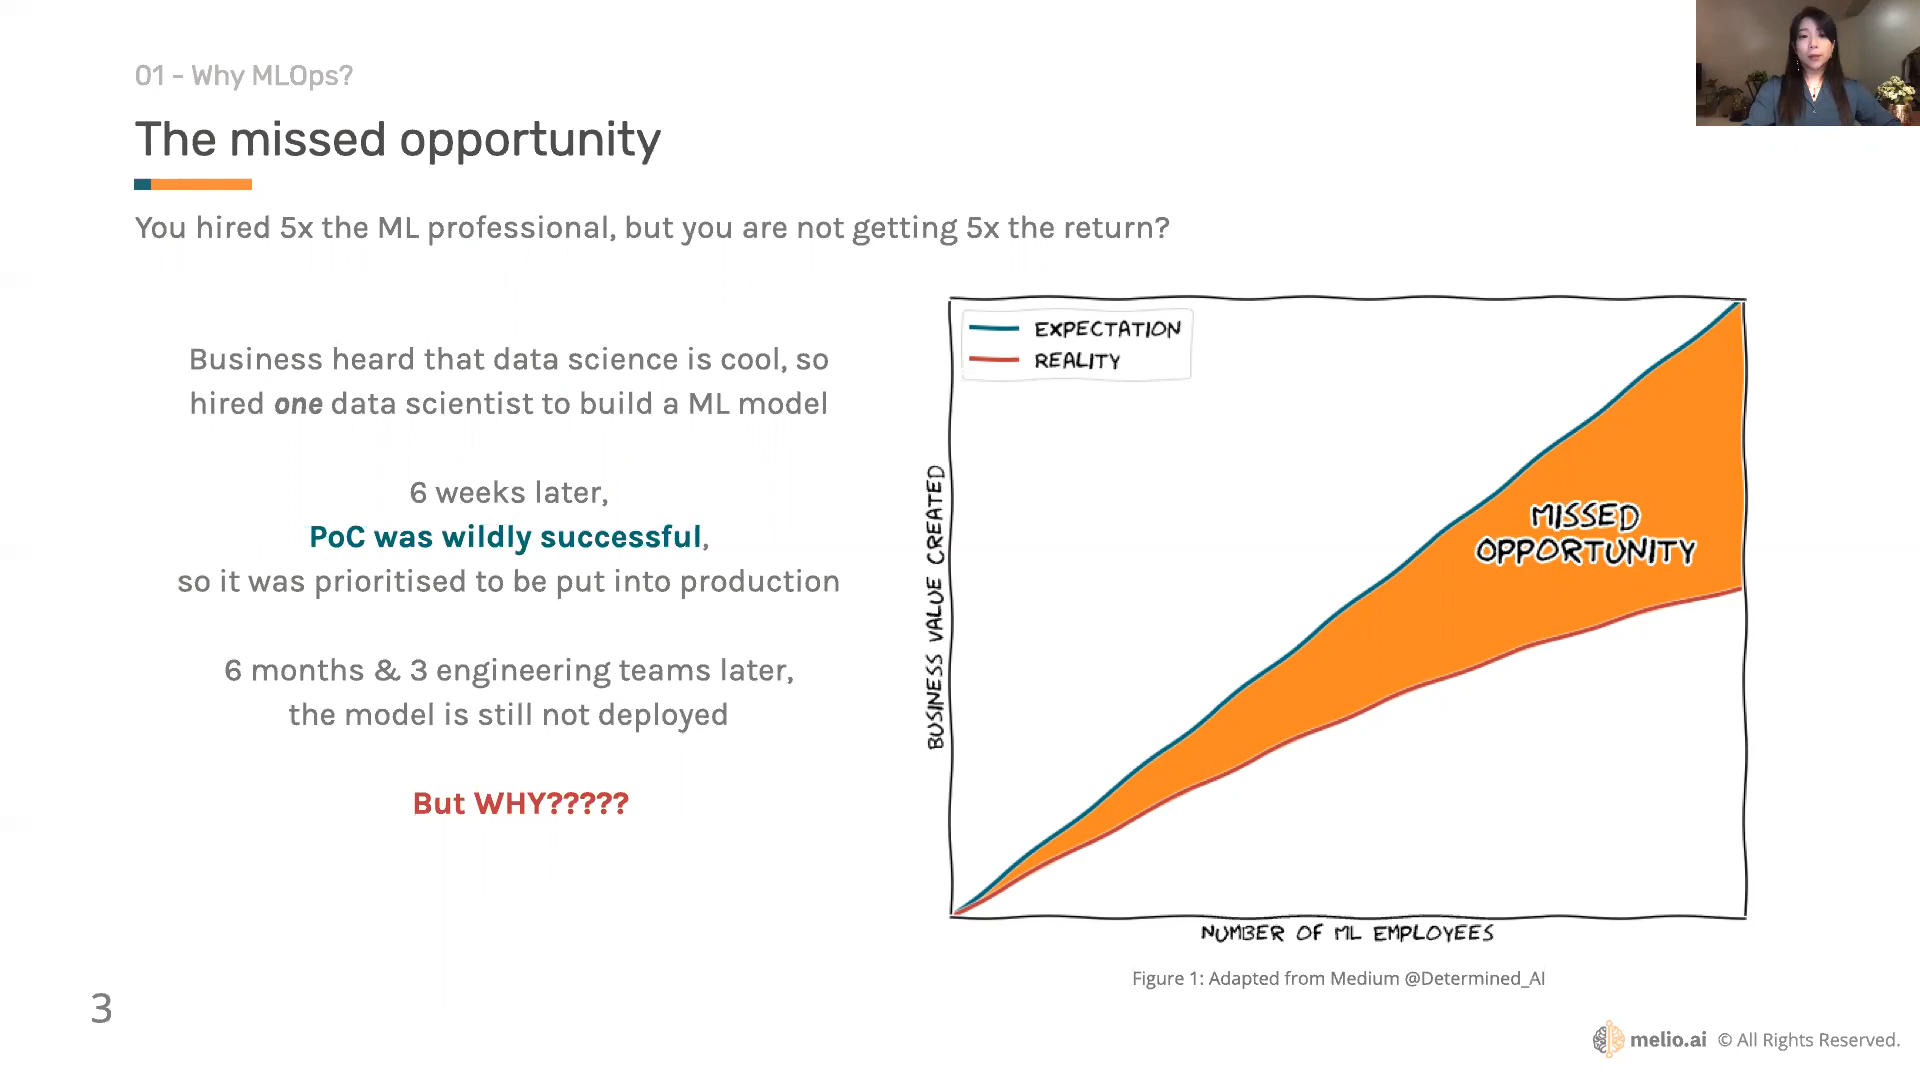 01 - Why MLOps?
The missed opportunity
You hired 5x the ML professional, but you are not getting 5x the return?
Business heard that data science is cool, so
hired one data scientist to build a ML model
6 weeks later,
PoC was wildly successful,
so it was prioritised to be put into production
6 months & 3 engineering teams later,
the model is still not deployed
But WHY?????
EXPECTATION
REALITY
MISSED
OPPORTUNITY
BUSINESS VALUE CREATED
NUMBER OF ML EMPLOYEES
Figure 1: Adapted from Medium @Determined_AI
3
melio.ai © All Rights Reserved.